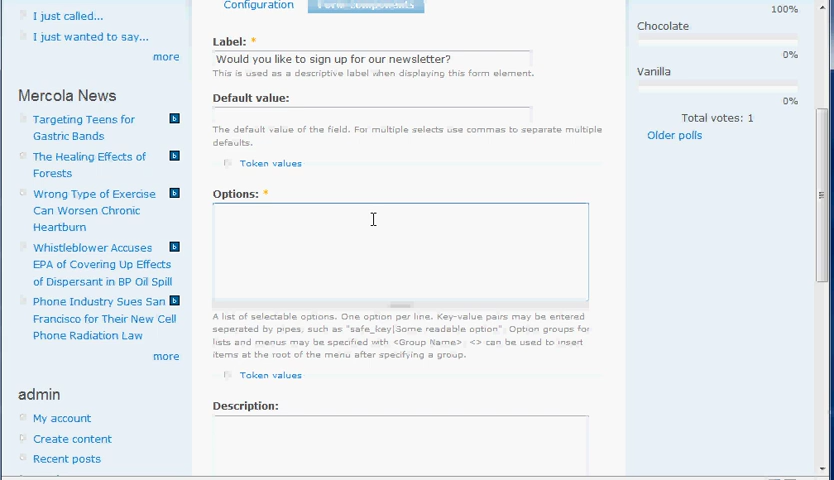 I just called...
I just wanted to say...
more
Mercola News
Targeting Teens for
Gastric Bands
The Healing Effects of
Forests
Wrong Type of Exercise
Can Worsen Chronic
Heartburn
Whistleblower Accuses
EPA of Covering Up Effects
of Dispersant in BP Oil Spill
Phone Industry Sues San
Francisco for Their New Cell
Phone Radiation Law
more
admin
My account
Create content
Recent posts
Configuration
Form components
Label: *
Would you like to sign up for our newsletter?
This is used as a descriptive label when displaying this form element.
Default value:
The default value of the field. For multiple selects use commas to separate multiple
defaults.
Token values
Options: *
A list of selectable options. One option per line. Key-value pairs may be entered
seperated by pipes, such as "safe_key|Some readable option". Option groups for
lists and menus may be specified with <Group Name>. <> can be used to insert
items at the root of the menu after specifying a group.
Token values
Description:
100%
Chocolate
0%
Vanilla
0%
Total votes: 1
Older polls